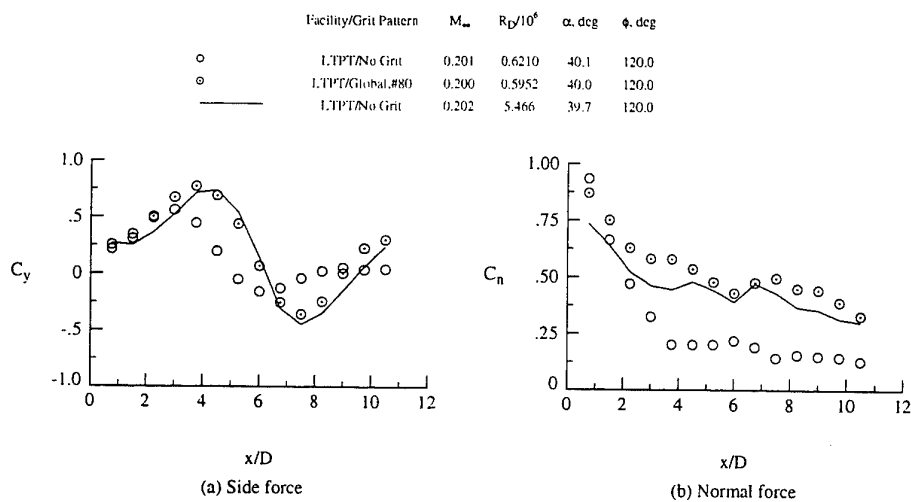 Facility/Grit Pattern M∞ R_D/10⁶ α, deg ϕ, deg
LTPT/No Grit 0.201 0.6210 40.1 120.0
LTPT/Global,#80 0.200 0.5952 40.0 120.0
LTPT/No Grit 0.202 5.466 39.7 120.0
1.0
.5
C_y 0
-.5
-1.0
0 2 4 6 8 10 12
x/D
(a) Side force
1.00
.75
C_n .50
.25
0
0 2 4 6 8 10 12
x/D
(b) Normal force